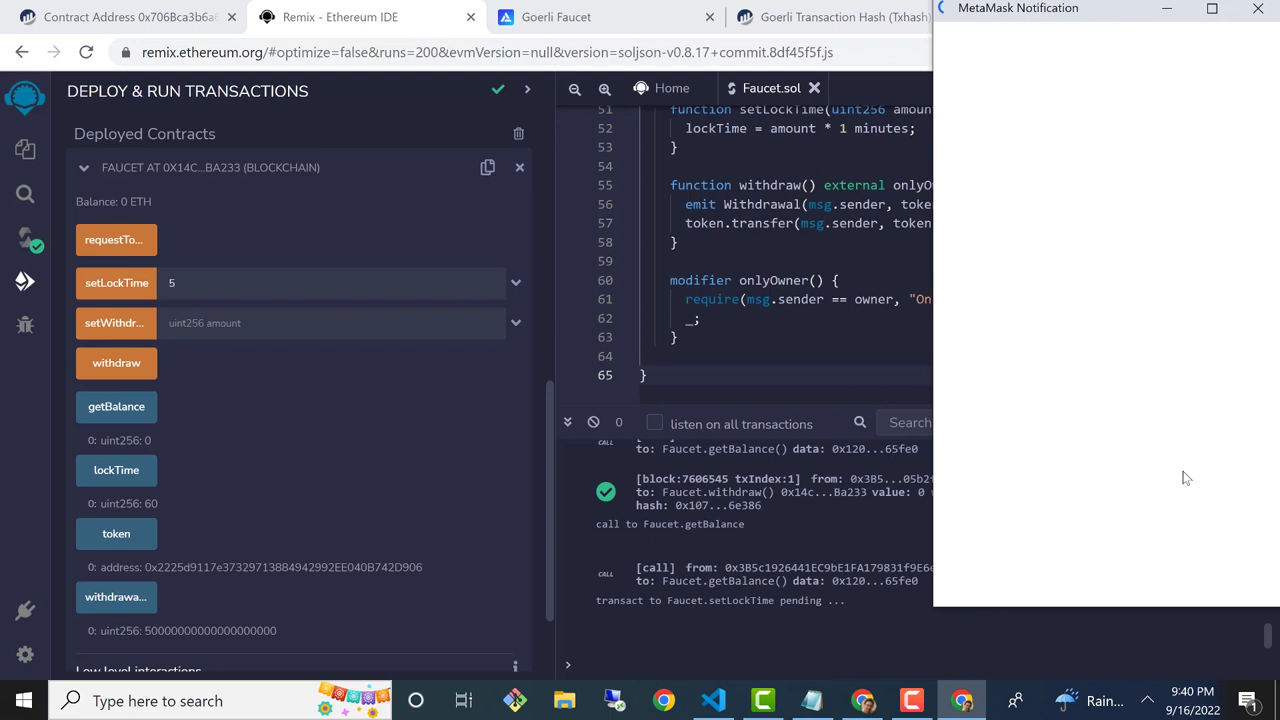 Contract Address 0x706Bca3b6a
Remix - Ethereum IDE
Goerli Faucet
Goerli Transaction Hash (Txhash)
MetaMask Notification
remix.ethereum.org/#optimize=false&runs=200&evmVersion=null&version=soljson-v0.8.17+commit.8df45f5f.js
DEPLOY & RUN TRANSACTIONS
Home
Faucet.sol
Deployed Contracts
FAUCET AT 0X14C...BA233 (BLOCKCHAIN)
Balance: 0 ETH
requestTo...
setLockTime
5
setWithdr...
uint256 amount
withdraw
getBalance
0: uint256: 0
lockTime
0: uint256: 60
token
0: address: 0x2225d9117e37329713884942992EE040B742D906
withdrawa...
0: uint256: 50000000000000000000
Low level interactions
51 function setLockTime(uint256 amoun
52 lockTime = amount * 1 minutes;
53 }
54
55 function withdraw() external onlyO
56 emit Withdrawal(msg.sender, toke
57 token.transfer(msg.sender, token
58 }
59
60 modifier onlyOwner() {
61 require(msg.sender == owner, "On
62 _;
63 }
64
65 }
0
listen on all transactions
Search
CALL
to: Faucet.getBalance() data: 0x120...65fe0
[block:7606545 txIndex:1] from: 0x3B5...05b2
to: Faucet.withdraw() 0x14c...Ba233 value: 0
hash: 0x107...6e386
call to Faucet.getBalance
CALL
[call] from: 0x3B5c1926441EC9bE1FA179831f9E6
to: Faucet.getBalance() data: 0x120...65fe0
transact to Faucet.setLockTime pending ...
Type here to search
Rain...
9:40 PM
9/16/2022
1